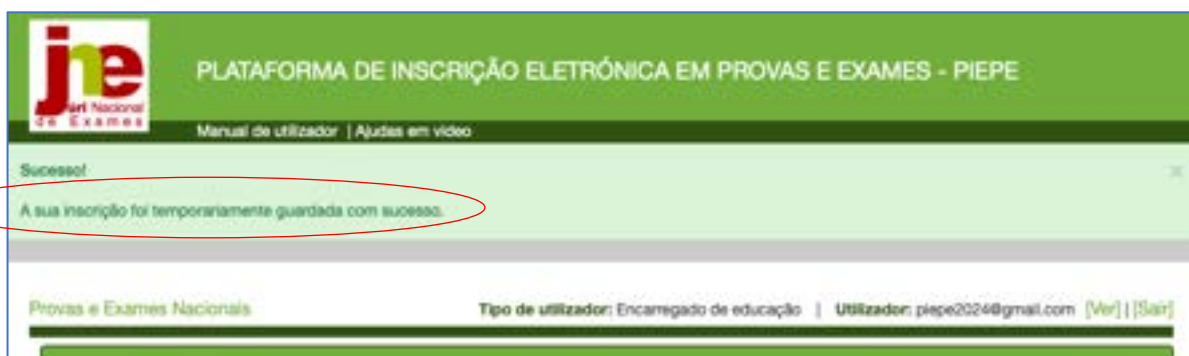 jne
Júri Nacional
de Exames
PLATAFORMA DE INSCRIÇÃO ELETRÓNICA EM PROVAS E EXAMES - PIEPE
Manual de utilizador | Ajudas em vídeo
Sucesso!
×
A sua inscrição foi temporariamente guardada com sucesso.
Provas e Exames Nacionais
Tipo de utilizador: Encarregado de educação | Utilizador: piepe2024@gmail.com [Ver] | [Sair]